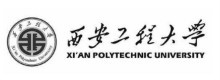 西安工程大学
XI'AN POLYTECHNIC UNIVERSITY